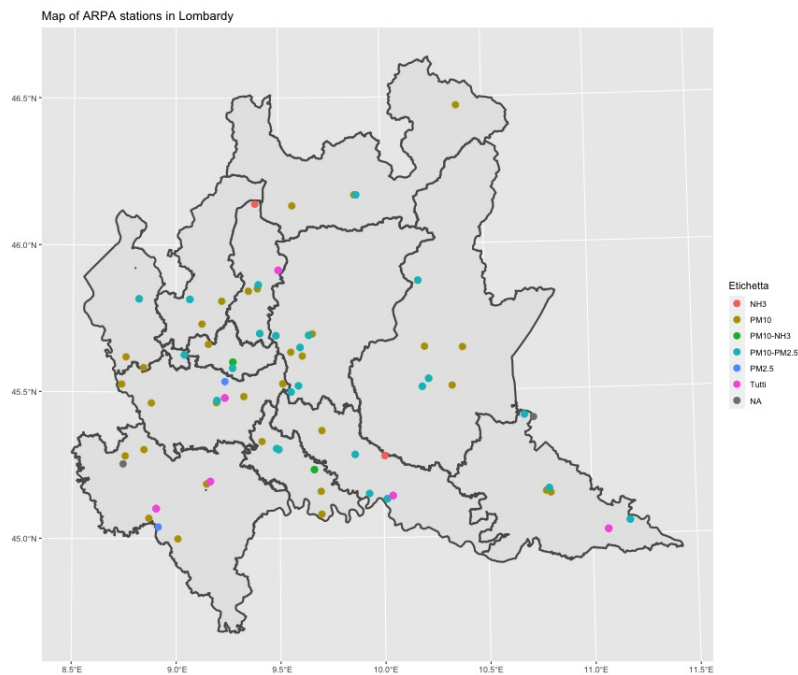 Map of ARPA stations in Lombardy
46.5°N
46.0°N
45.5°N
45.0°N
8.5°E
9.0°E
9.5°E
10.0°E
10.5°E
11.0°E
11.5°E
Etichetta
NH3
PM10
PM10-NH3
PM10-PM2.5
PM2.5
Tutti
NA